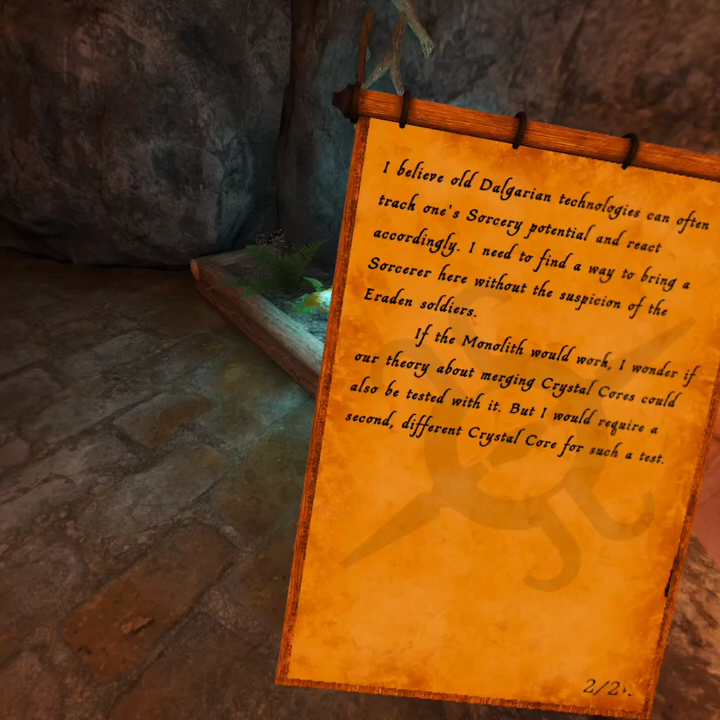 I believe old Dalgarian technologies can often
track one's Sorcery potential and react
accordingly. I need to find a way to bring a
Sorcerer here without the suspicion of the
Eraden soldiers.
If the Monolith would work, I wonder if
our theory about merging Crystal Cores could
also be tested with it. But I would require a
second, different Crystal Core for such a test.
2/2